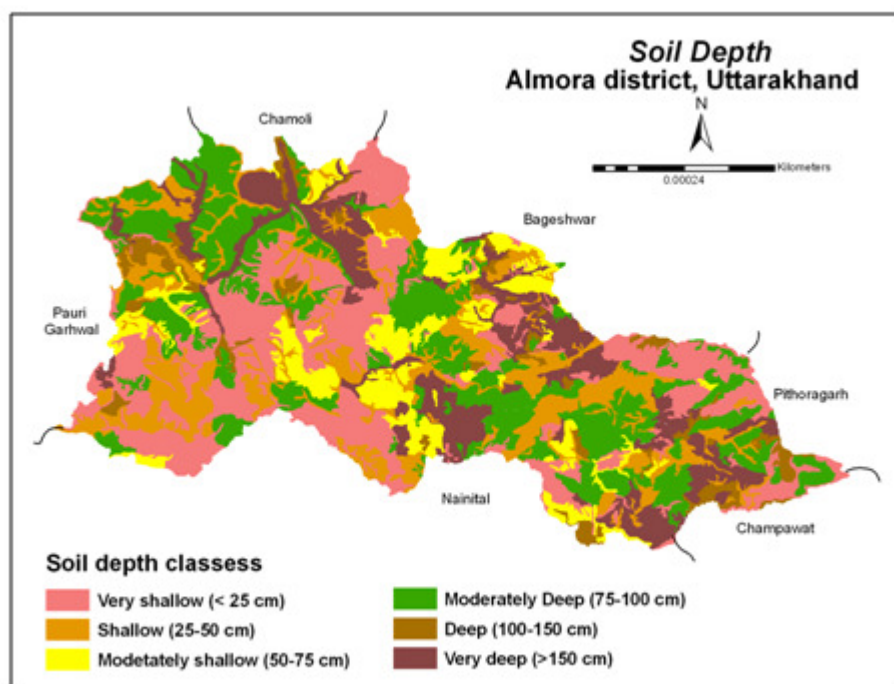 Soil Depth
Almora district, Uttarakhand
N
Kilometers
0.00024
Chamoli
Bageshwar
Pauri
Garhwal
Pithoragarh
Nainital
Champawat
Soil depth classess
Very shallow (< 25 cm)
Shallow (25-50 cm)
Modetately shallow (50-75 cm)
Moderately Deep (75-100 cm)
Deep (100-150 cm)
Very deep (>150 cm)